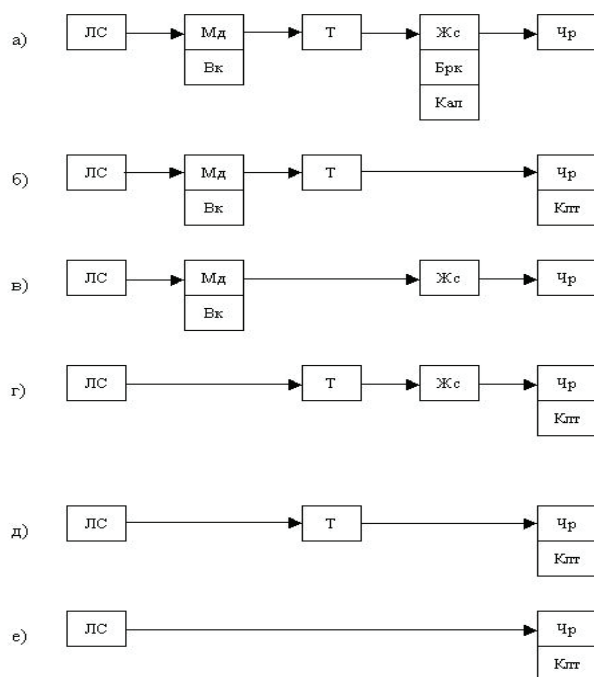 а) ЛС Мд Т Жс Чр
Вк Брк
Кал
б) ЛС Мд Т Чр
Вк Клт
в) ЛС Мд Жс Чр
Вк
г) ЛС Т Жс Чр
Клт
д) ЛС Т Чр
Клт
е) ЛС Чр
Клт